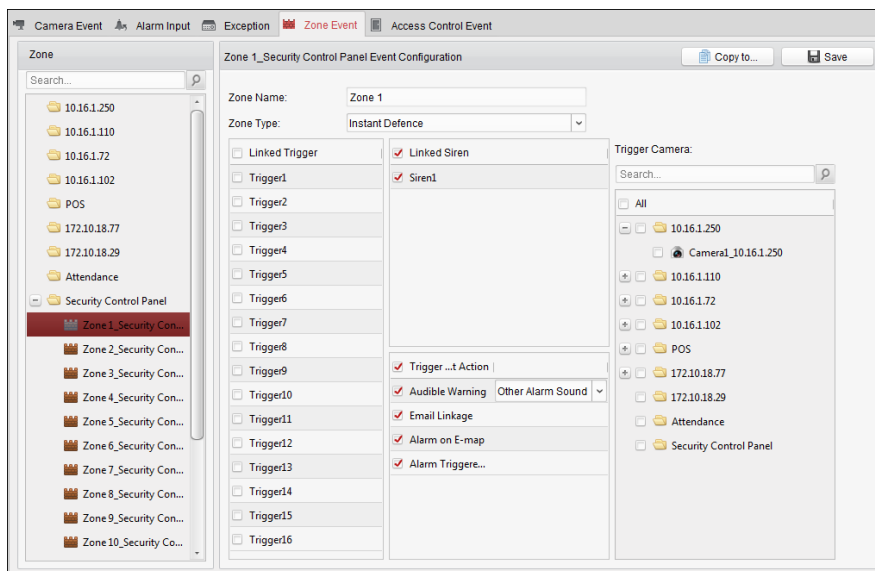 Camera Event Alarm Input Exception Zone Event Access Control Event
Zone
Search...
10.16.1.250
10.16.1.110
10.16.1.72
10.16.1.102
POS
172.10.18.77
172.10.18.29
Attendance
Security Control Panel
Zone 1_Security Con...
Zone 2_Security Con...
Zone 3_Security Con...
Zone 4_Security Con...
Zone 5_Security Con...
Zone 6_Security Con...
Zone 7_Security Con...
Zone 8_Security Con...
Zone 9_Security Con...
Zone 10_Security Co...
Zone 1_Security Control Panel Event Configuration Copy to... Save
Zone Name: Zone 1
Zone Type: Instant Defence
Linked Trigger
Trigger1
Trigger2
Trigger3
Trigger4
Trigger5
Trigger6
Trigger7
Trigger8
Trigger9
Trigger10
Trigger11
Trigger12
Trigger13
Trigger14
Trigger15
Trigger16
Linked Siren
Siren1
Trigger ...t Action
Audible Warning Other Alarm Sound
Email Linkage
Alarm on E-map
Alarm Triggere...
Trigger Camera:
Search...
All
10.16.1.250
Camera1_10.16.1.250
10.16.1.110
10.16.1.72
10.16.1.102
POS
172.10.18.77
172.10.18.29
Attendance
Security Control Panel